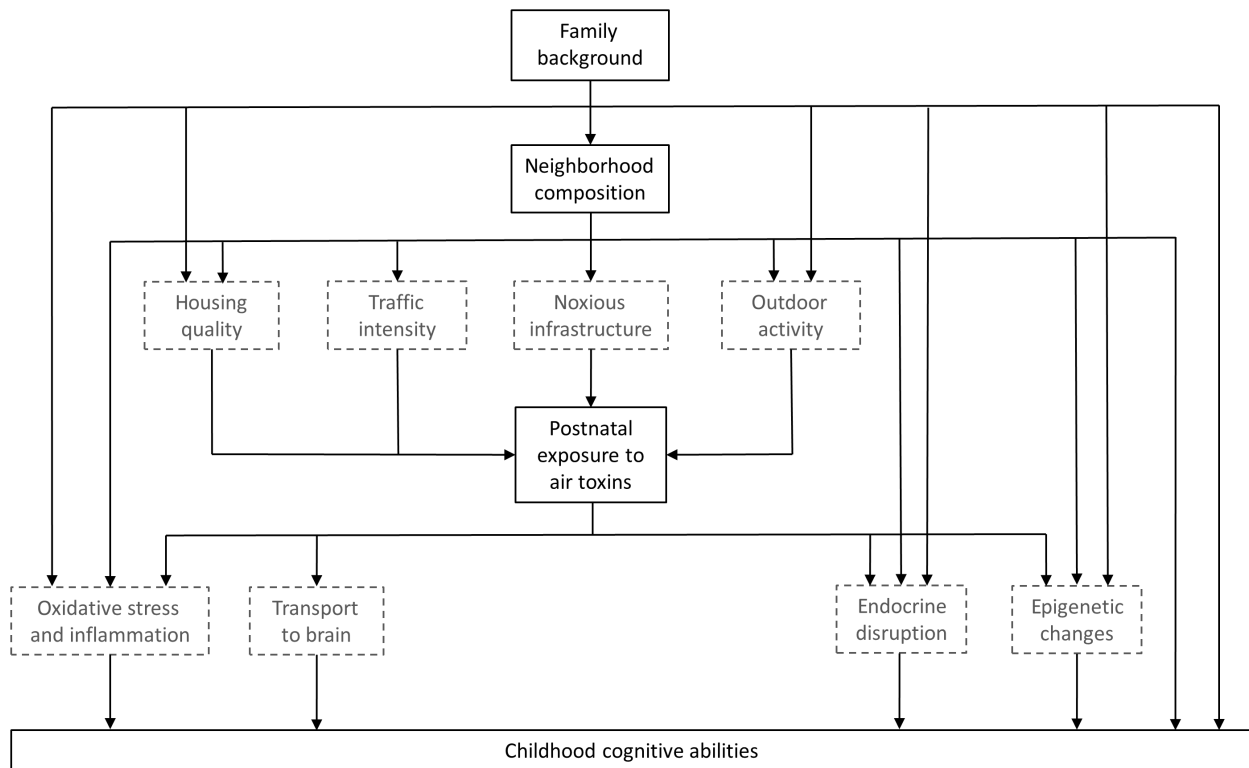 Family
background
Neighborhood
composition
Housing
quality
Traffic
intensity
Noxious
infrastructure
Outdoor
activity
Postnatal
exposure to
air toxins
Oxidative stress
and inflammation
Transport
to brain
Endocrine
disruption
Epigenetic
changes
Childhood cognitive abilities